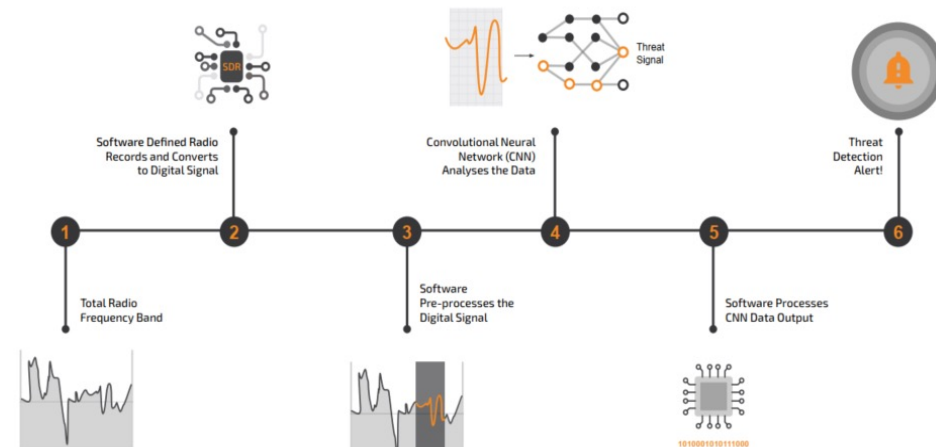 SDR
Threat
Signal
Software Defined Radio
Records and Converts
to Digital Signal
Convolutional Neural
Network (CNN)
Analyses the Data
Threat
Detection
Alert!
1
2
3
4
5
6
Total Radio
Frequency Band
Software
Pre-processes the
Digital Signal
Software Processes
CNN Data Output
1010001010111000